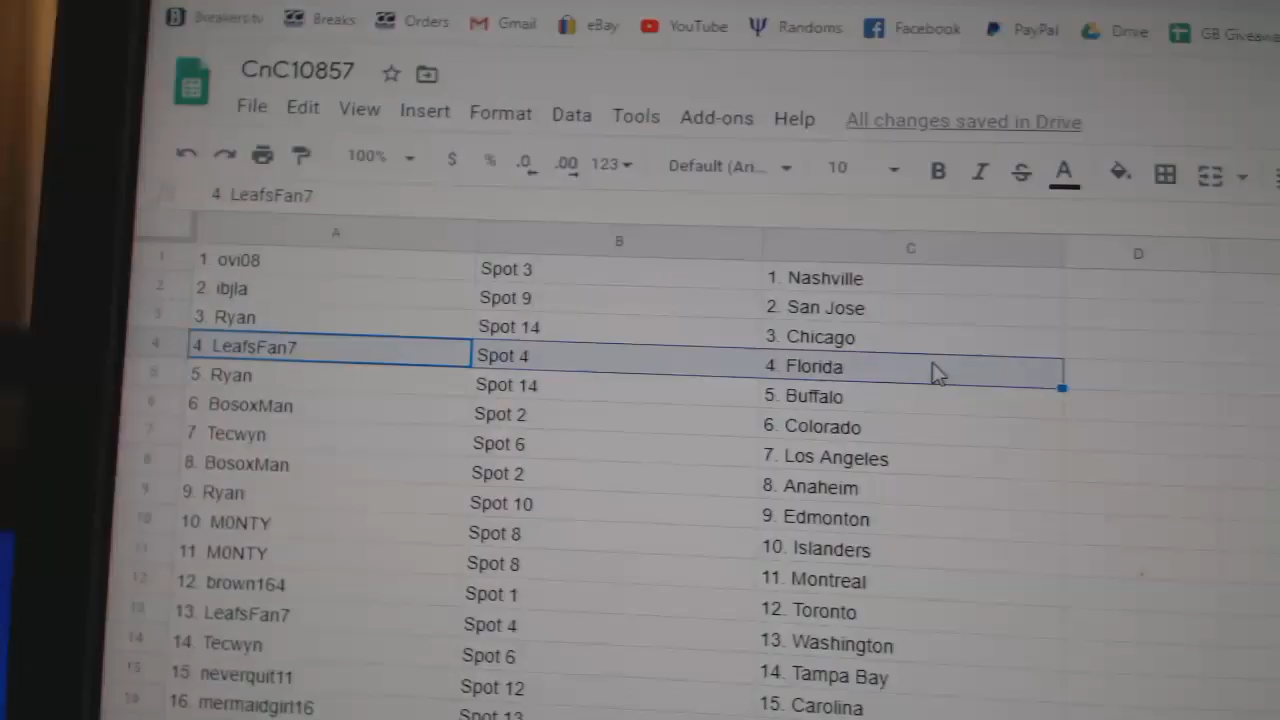 Breakers.tv Breaks Orders Gmail eBay YouTube Randoms Facebook PayPal Drive GB Giveaw
CnC10857
File Edit View Insert Format Data Tools Add-ons Help All changes saved in Drive
100% $ % .0 .00 123 Default (Ari... 10 B I S A
4 LeafsFan7
A B C D
1 1 ovi08 Spot 3 1. Nashville
2 2 ibjla Spot 9 2. San Jose
3 3 Ryan Spot 14 3. Chicago
4 4 LeafsFan7 Spot 4 4. Florida
5 5 Ryan Spot 14 5. Buffalo
6 6 BosoxMan Spot 2 6. Colorado
7 7 Tecwyn Spot 6 7. Los Angeles
8 8. BosoxMan Spot 2 8. Anaheim
9 9. Ryan Spot 10 9. Edmonton
10 10 M0NTY Spot 8 10. Islanders
11 11 M0NTY Spot 8 11. Montreal
12 12. brown164 Spot 1 12. Toronto
13 13. LeafsFan7 Spot 4 13. Washington
14 14. Tecwyn Spot 6 14. Tampa Bay
15 15 neverquit11 Spot 12 15. Carolina
16 16. mermaidgirl16 Spot 13